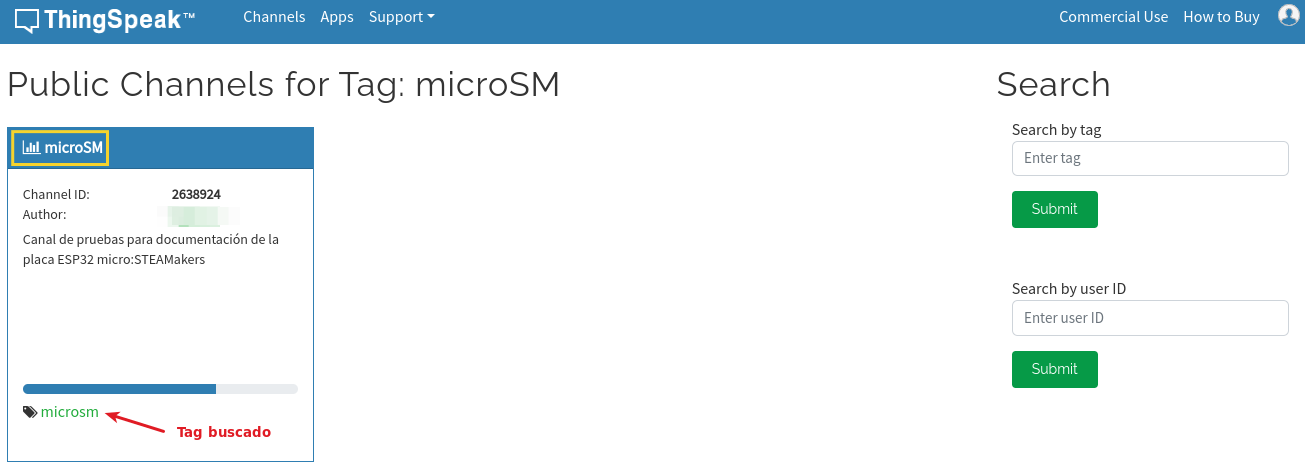 ThingSpeak™ Channels Apps Support Commercial Use How to Buy
Public Channels for Tag: microSM
microSM
Channel ID: 2638924
Author:
Canal de pruebas para documentación de la
placa ESP32 micro:STEAMakers
microsm
Tag buscado
Search
Search by tag
Enter tag
Submit
Search by user ID
Enter user ID
Submit